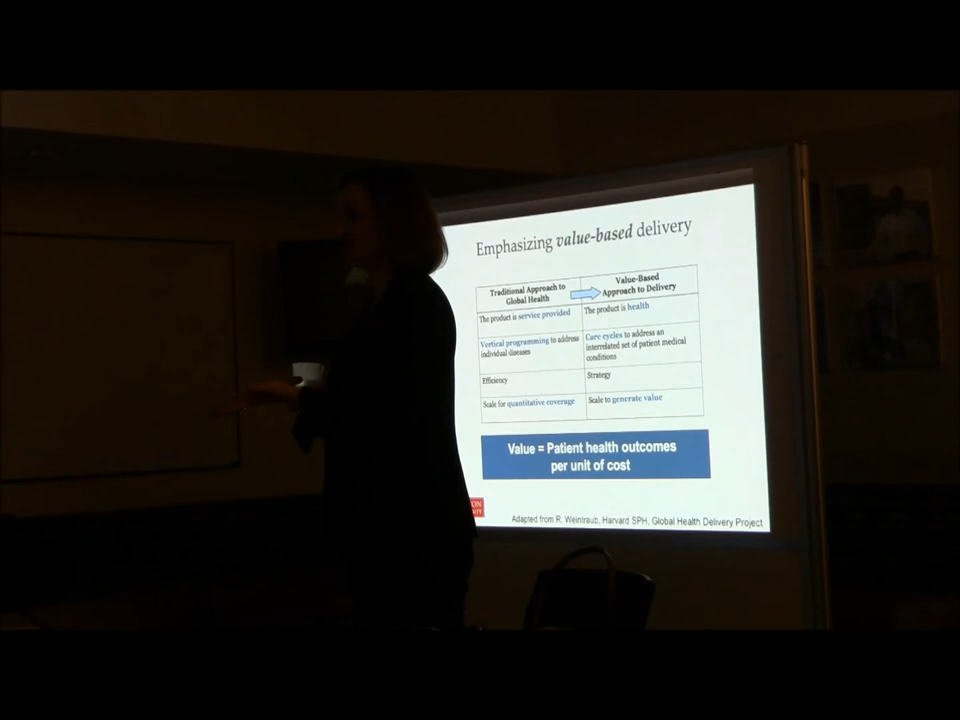 Emphasizing value-based delivery
Traditional Approach to
Global Health
Value-Based
Approach to Delivery
The product is service provided
The product is health
Vertical programming to address
individual diseases
Care cycles to address an
interrelated set of patient medical
conditions
Efficiency
Strategy
Scale for quantitative coverage
Scale to generate value
Value = Patient health outcomes
per unit of cost
ON
Adapted from R. Weintraub, Harvard SPH, Global Health Delivery Project